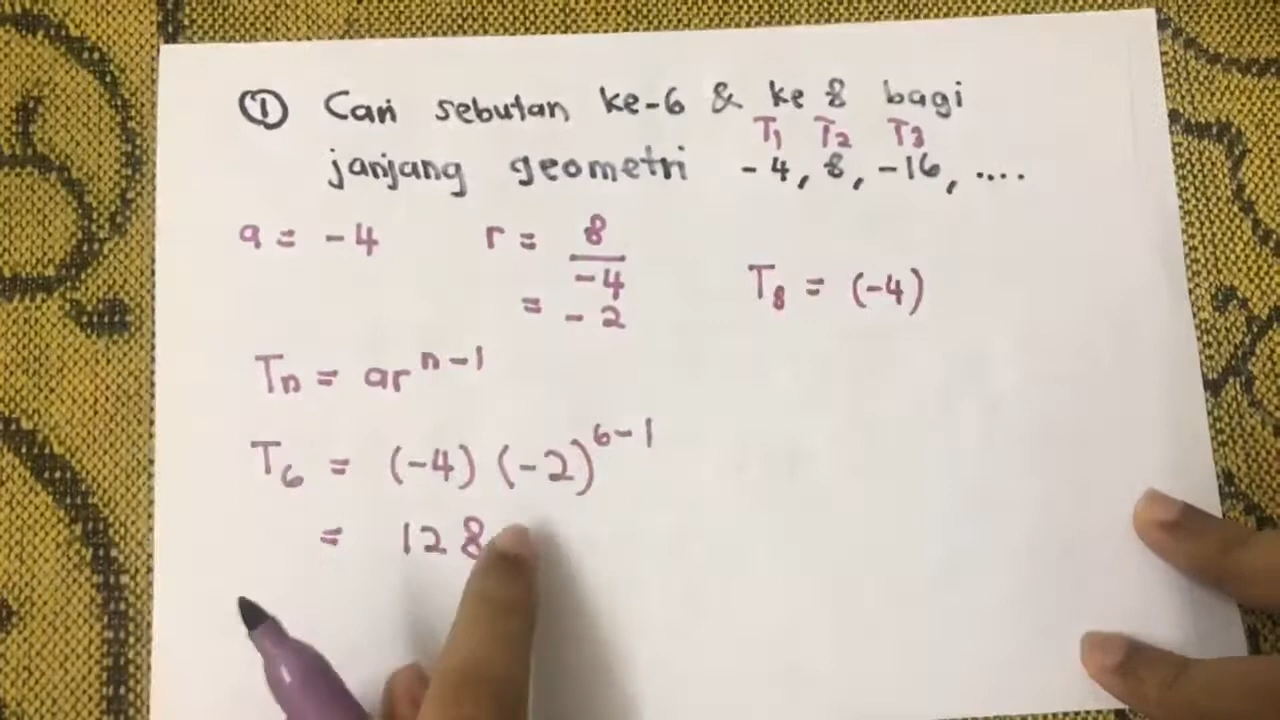 ① Cari sebutan ke-6 & ke 8 bagi
T₁ T₂ T₃
janjang geometri -4, 8, -16, ....
a = -4
r = 8/-4
= -2
T₈ = (-4)
Tn = ar^(n-1)
T₆ = (-4) (-2)^(6-1)
= 128